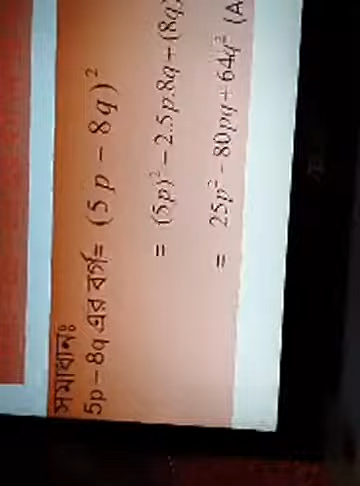 সমাধানঃ
5p – 8q এর বর্গ= (5p – 8q)²
= (5p)² – 2.5p.8q + (8q)
= 25p² - 80pq + 64q² (A